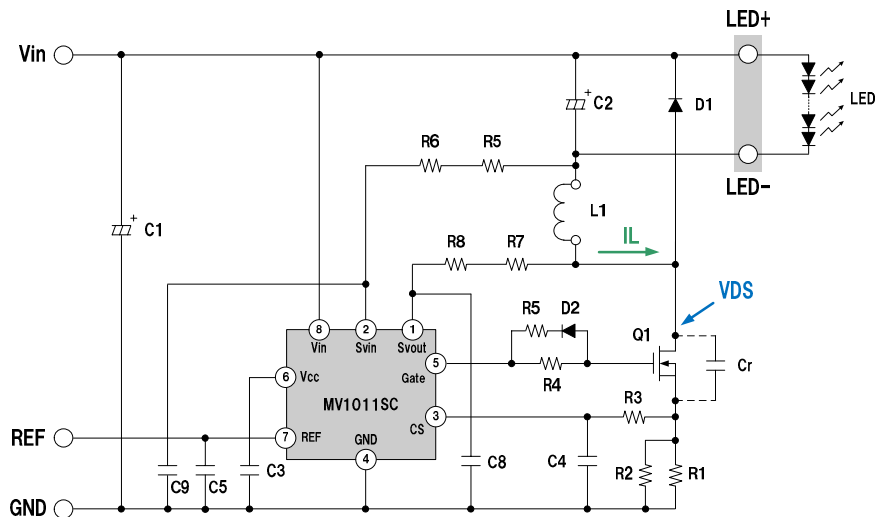 LED+
Vin
+
C2
D1
LED
R6
R5
LED-
+
C1
L1
R8
R7
IL
VDS
8
2
1
Vin
Svin
Svout
R5
D2
Q1
5
Gate
R4
Cr
6
Vcc
MV1011SC
R3
3
CS
REF
7
REF
GND
4
C9
C5
C3
C8
C4
R2
R1
GND